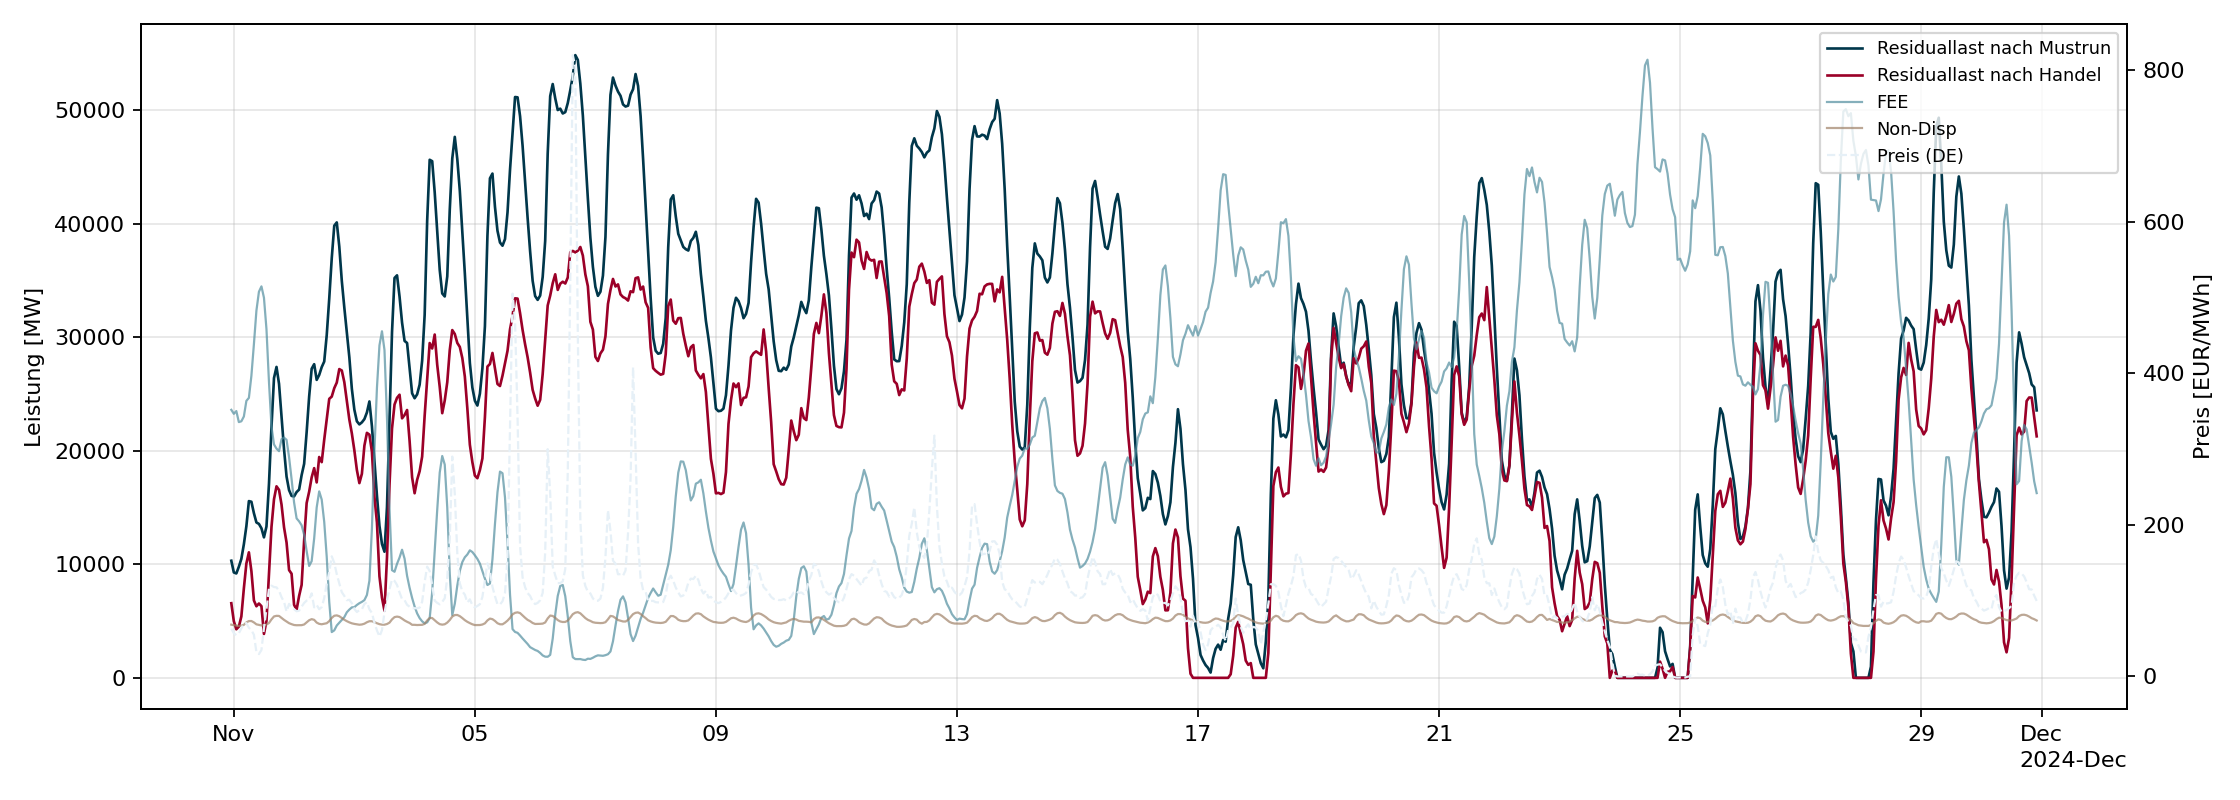 Leistung [MW]
50000
40000
30000
20000
10000
0
Residuallast nach Mustrun
Residuallast nach Handel
FEE
Non-Disp
Preis (DE)
800
600
400
200
0
Preis [EUR/MWh]
Nov 05 09 13 17 21 25 29 Dec
2024-Dec